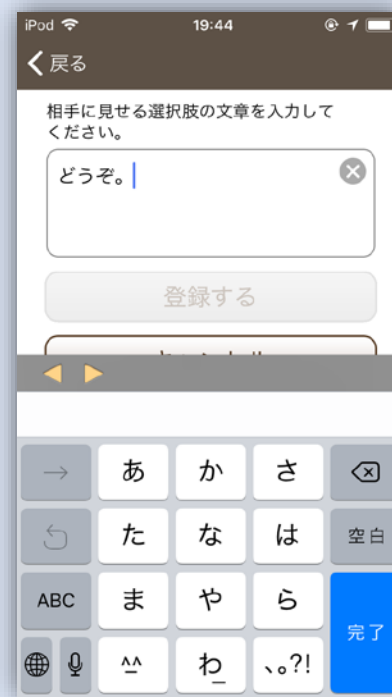 iPod 19:44
戻る
相手に見せる選択肢の文章を入力して
ください。
どうぞ。
登録する
→ あ か さ
た な は 空白
ABC ま や ら
^^ わ 、。?! 完了